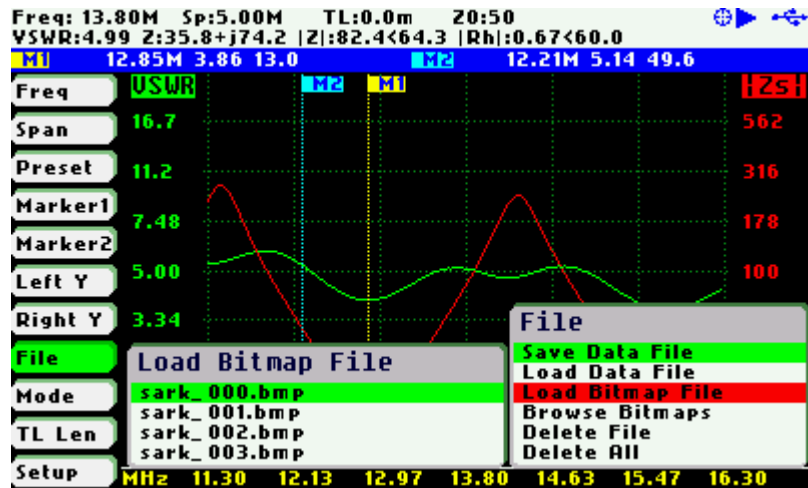 Freq: 13.80M Sp:5.00M TL:0.0m 20:50
VSWR:4.99 Z:35.8+j74.2 |Z|:82.4<64.3 |Rh|:0.67<60.0
M1 12.85M 3.86 13.0 M2 12.21M 5.14 49.6
Freq VSWR M2 M1 |Zs|
Span 16.7 562
Preset 11.2 316
Marker1
7.48 178
Marker2
Left Y 5.00 100
Right Y 3.34 File
File Load Bitmap File Save Data File
Load Data File
Mode sark_000.bmp Load Bitmap File
sark_001.bmp Browse Bitmaps
TL Len sark_002.bmp Delete File
sark_003.bmp Delete All
Setup MHz 11.30 12.13 12.97 13.80 14.63 15.47 16.30